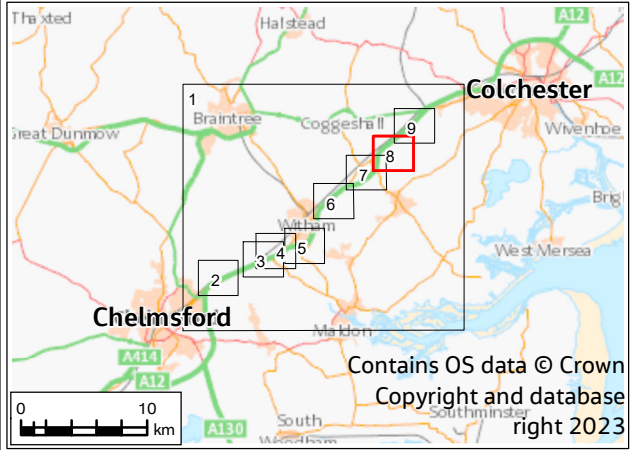 Thaxted
Halstead
A12
Colchester
A12
1
Braintree
Coggeshall
9
Great Dunmow
Wivenhoe
8
7
6
Witham
5
4
3
2
West Mersea
Brig
Chelmsford
Maldon
A414
A12
Contains OS data © Crown
Copyright and database
right 2023
Southminster
South
Woodham
A130
0 10
km